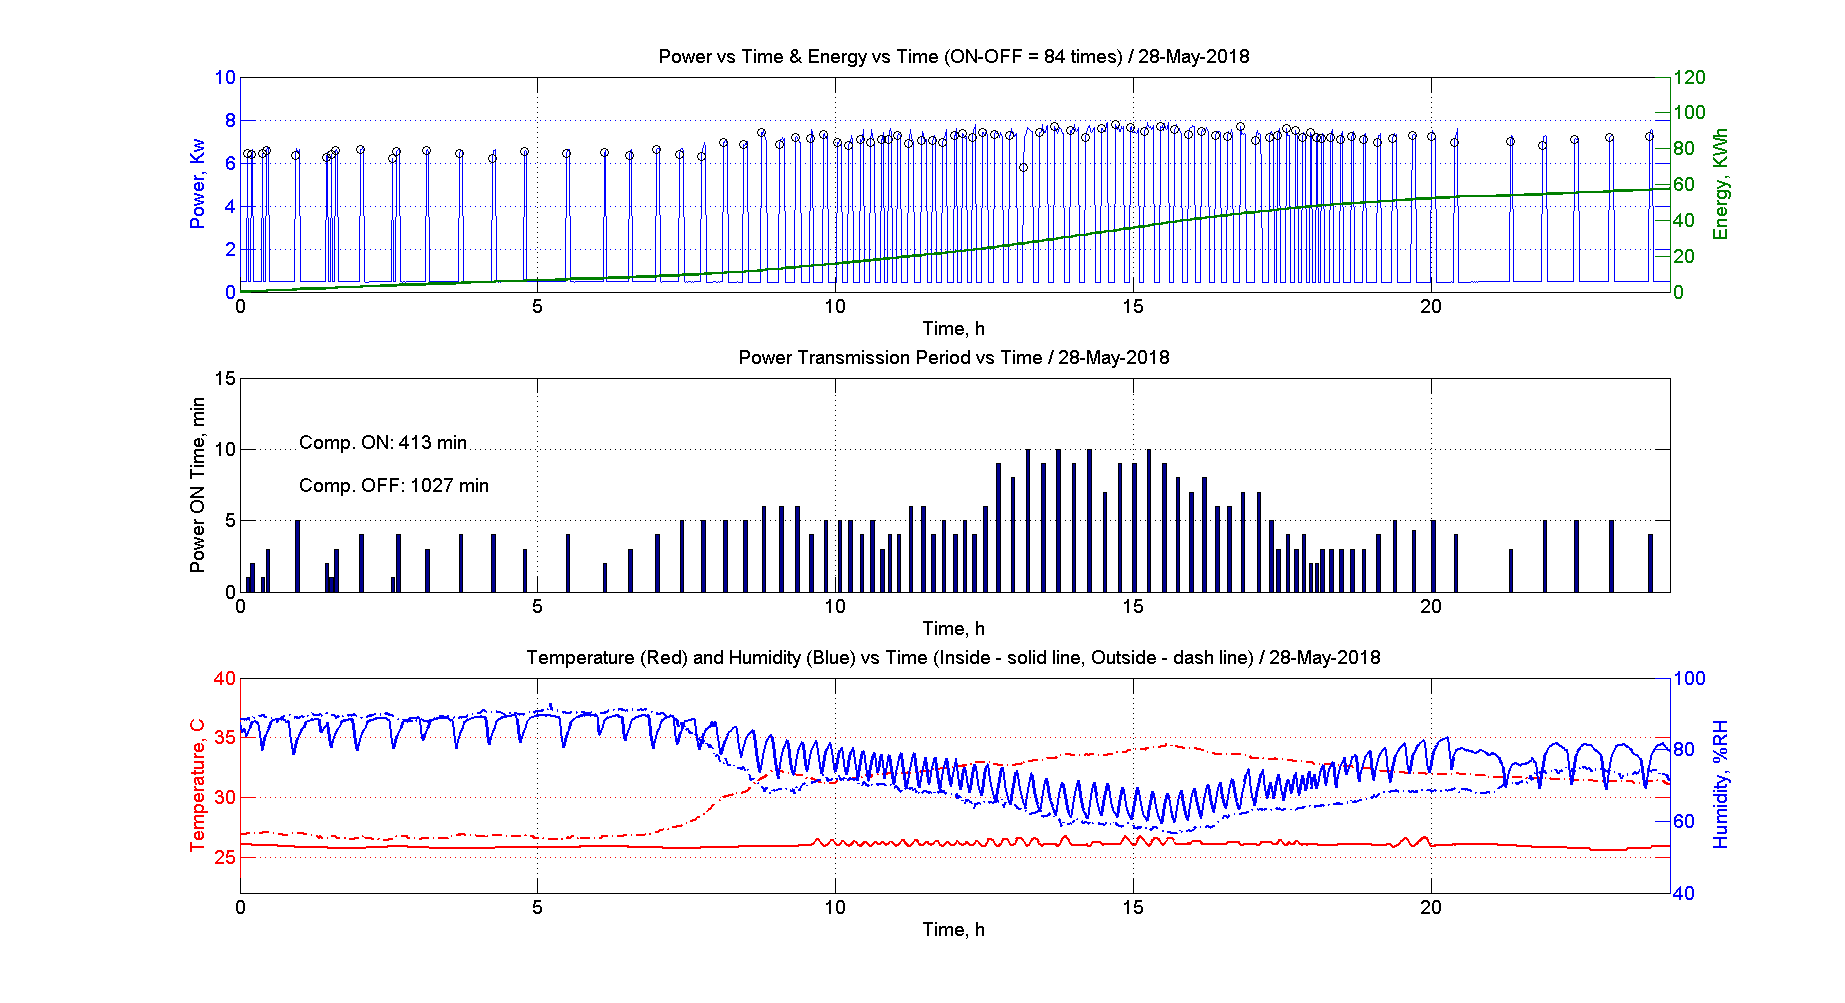 Power vs Time & Energy vs Time (ON-OFF = 84 times) / 28-May-2018
10
8
6
4
2
0
Power, Kw
120
100
80
60
40
20
0
Energy, KWh
0 5 10 15 20
Time, h
Power Transmission Period vs Time / 28-May-2018
15
10
5
0
Power ON Time, min
Comp. ON: 413 min
Comp. OFF: 1027 min
0 5 10 15 20
Time, h
Temperature (Red) and Humidity (Blue) vs Time (Inside - solid line, Outside - dash line) / 28-May-2018
40
35
30
25
Temperature, C
100
80
60
40
Humidity, %RH
0 5 10 15 20
Time, h